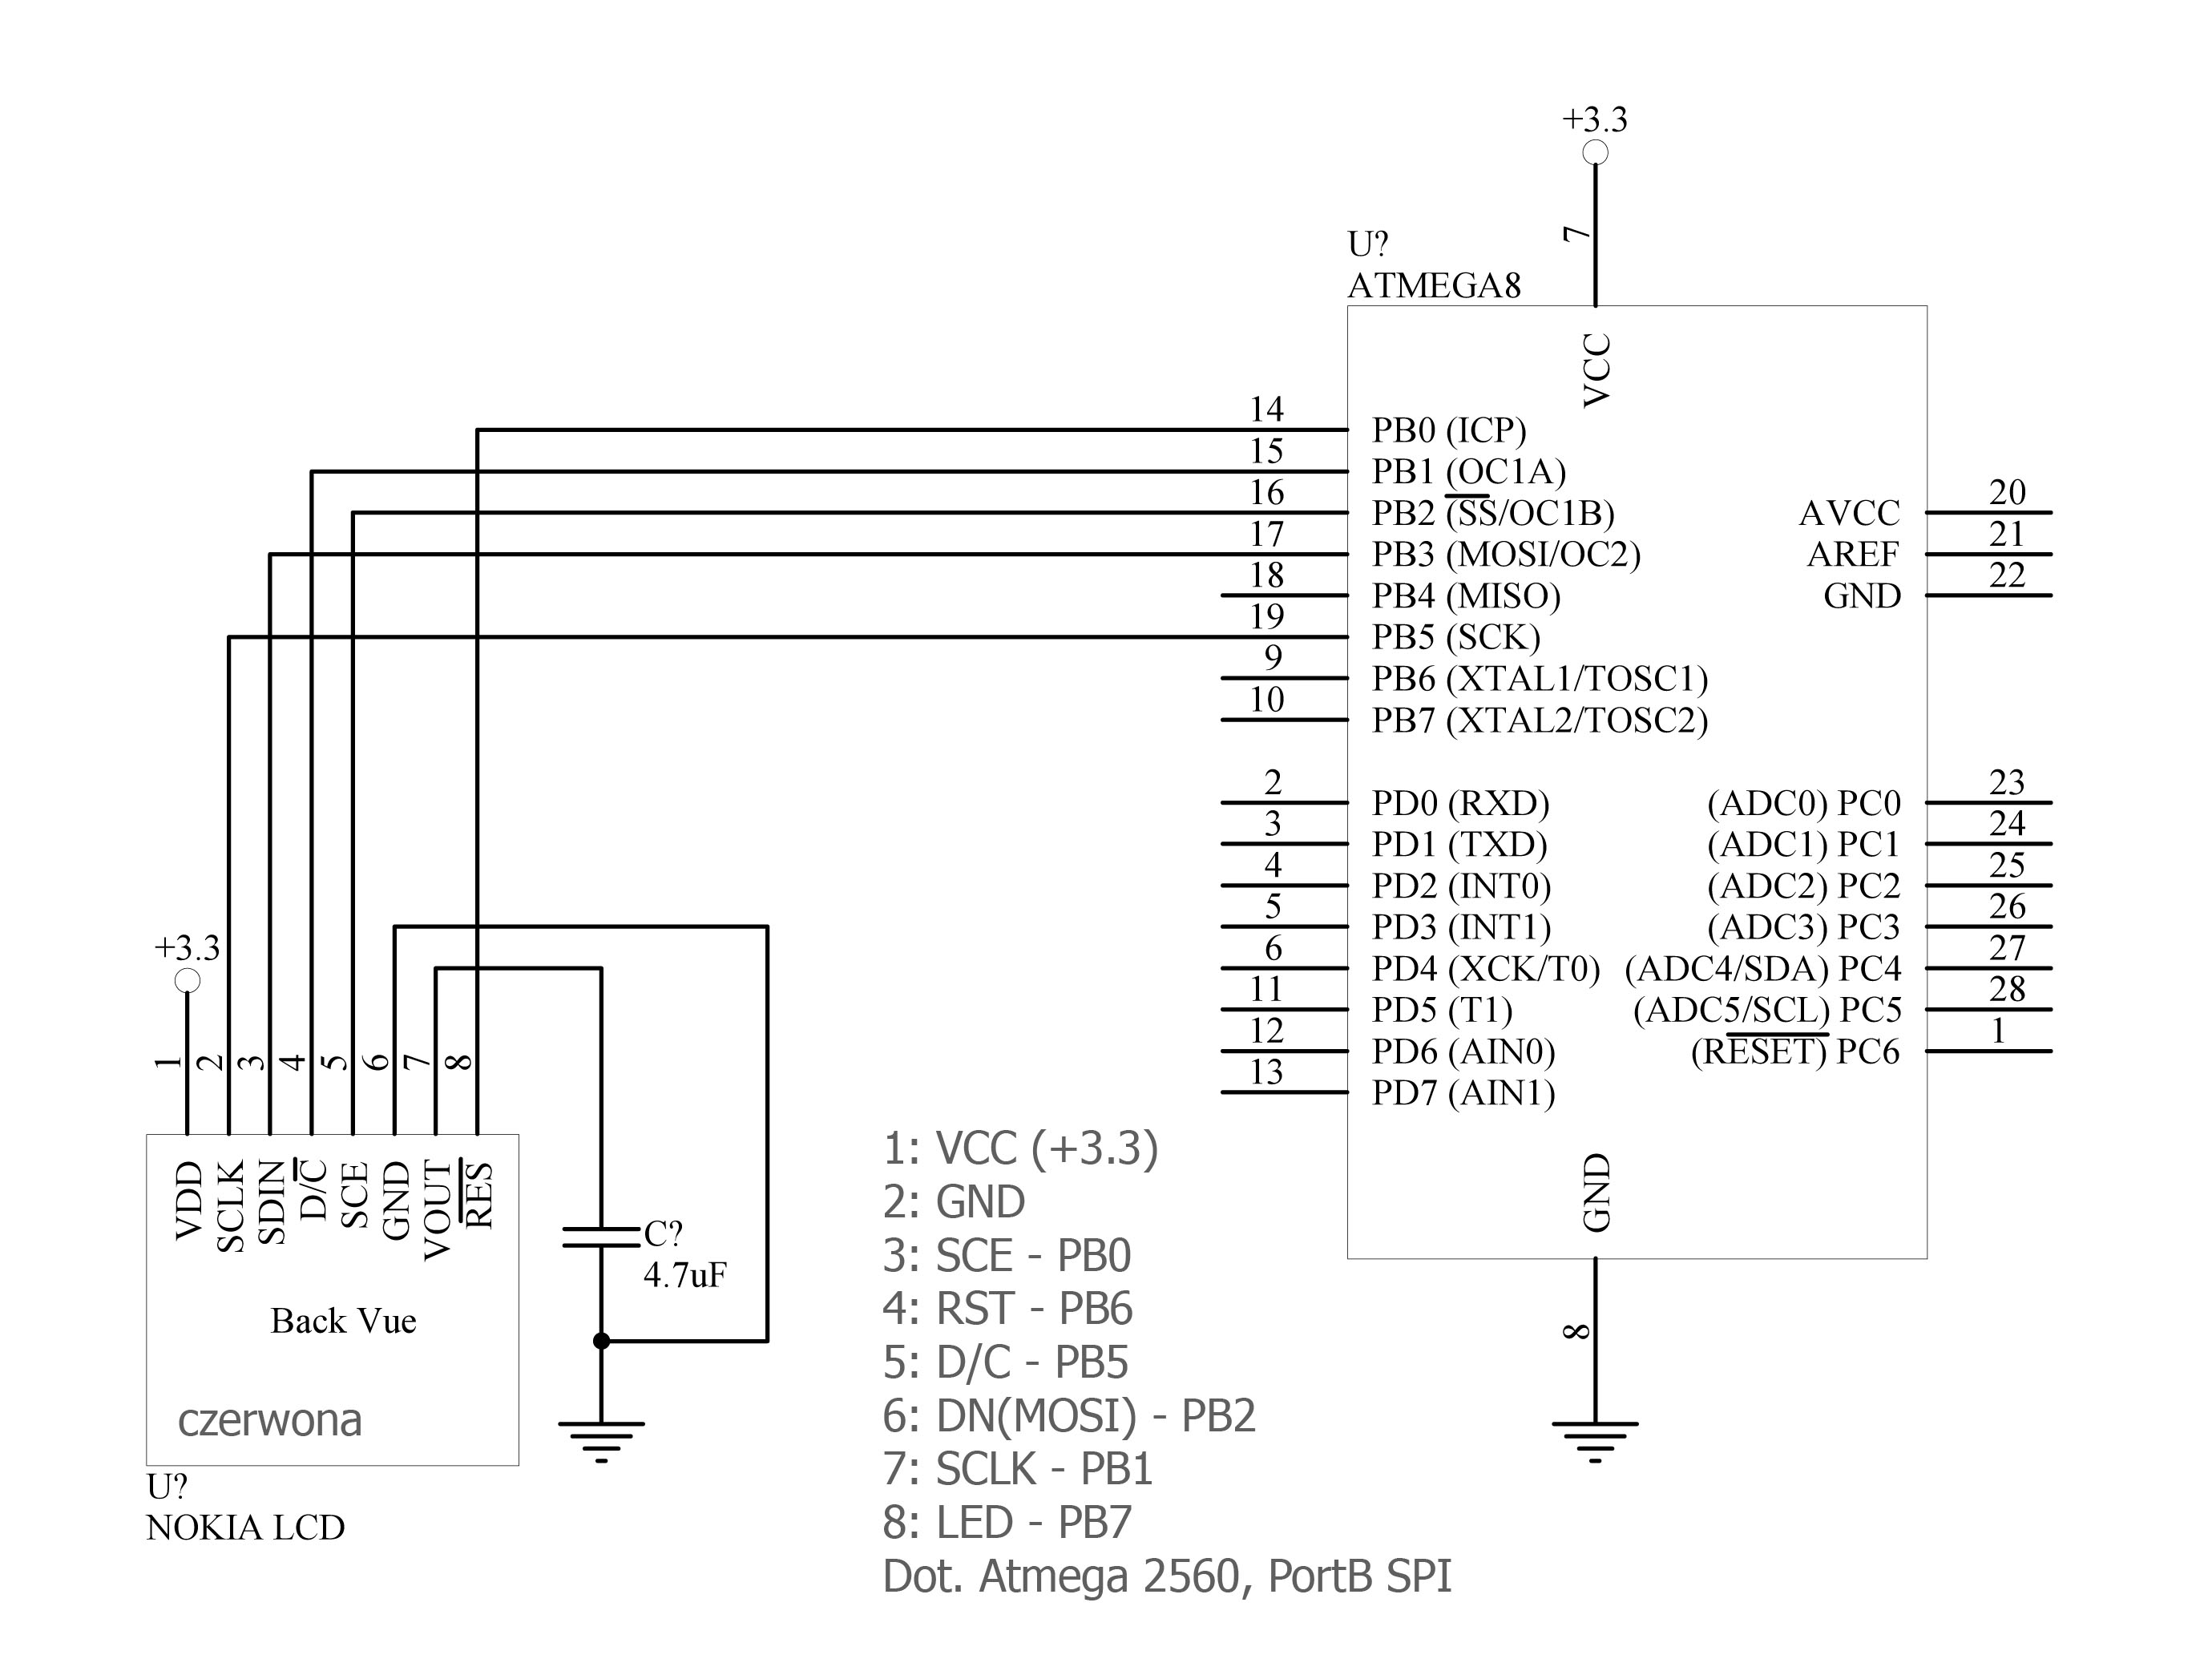 +3.3
7
U?
ATMEGA8
VCC
14
PB0 (ICP)
15
PB1 (OC1A)
16
PB2 (SS/OC1B)
17
PB3 (MOSI/OC2)
18
PB4 (MISO)
19
PB5 (SCK)
9
PB6 (XTAL1/TOSC1)
10
PB7 (XTAL2/TOSC2)
20
AVCC
21
AREF
22
GND
2
PD0 (RXD)
3
PD1 (TXD)
4
PD2 (INT0)
5
PD3 (INT1)
6
PD4 (XCK/T0)
11
PD5 (T1)
12
PD6 (AIN0)
13
PD7 (AIN1)
23
(ADC0) PC0
24
(ADC1) PC1
25
(ADC2) PC2
26
(ADC3) PC3
27
(ADC4/SDA) PC4
28
(ADC5/SCL) PC5
1
(RESET) PC6
GND
8
+3.3
1
2
3
4
5
6
7
8
VDD
SCLK
SDIN
D/C
SCE
GND
VOUT
RES
Back Vue
czerwona
U?
NOKIA LCD
C?
4.7uF
1: VCC (+3.3)
2: GND
3: SCE - PB0
4: RST - PB6
5: D/C - PB5
6: DN(MOSI) - PB2
7: SCLK - PB1
8: LED - PB7
Dot. Atmega 2560, PortB SPI